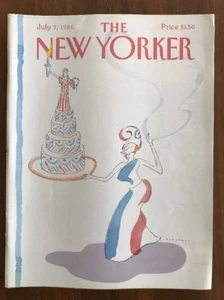 July 7, 1986
THE
Price $1.50
NEW YORKER